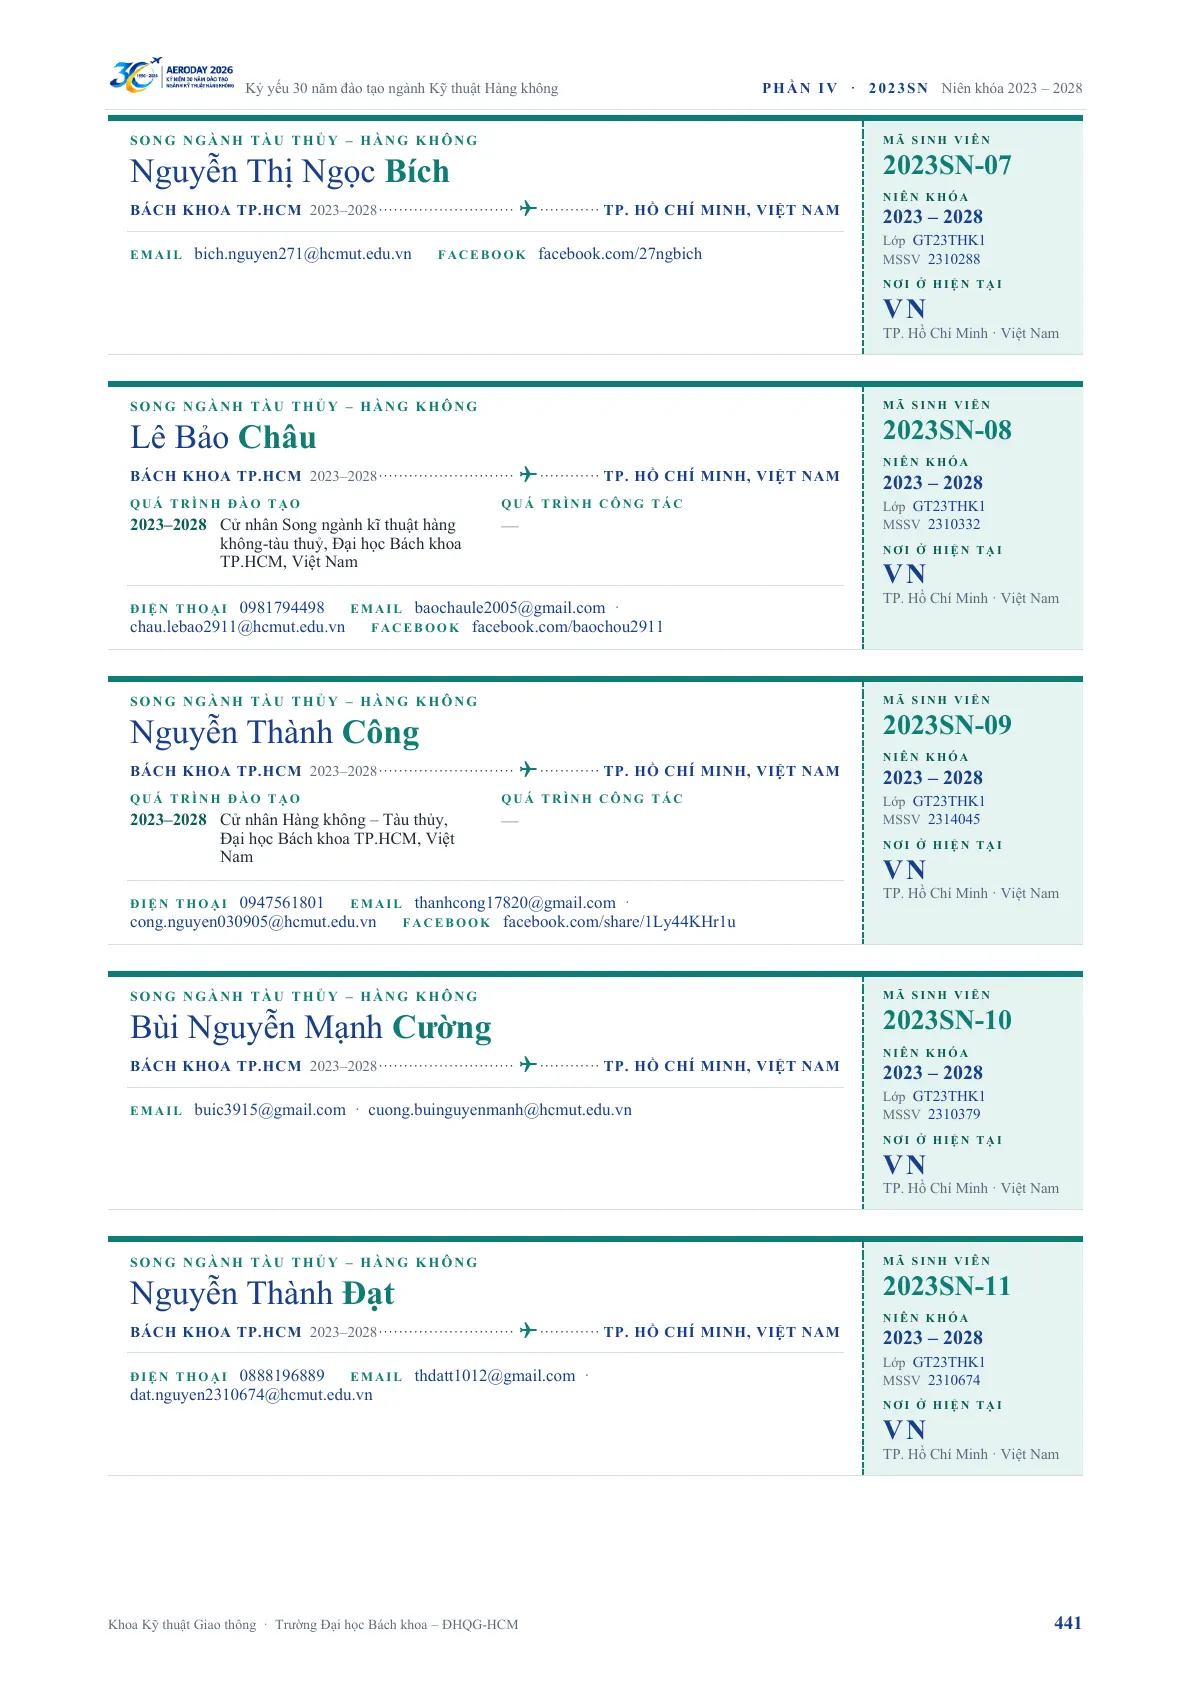 30 1996 - 2026 AERODAY 2026
KỶ NIỆM 30 NĂM ĐÀO TẠO
NGÀNH KỸ THUẬT HÀNG KHÔNG
Kỷ yếu 30 năm đào tạo ngành Kỹ thuật Hàng không
PHẦN IV · 2023SN Niên khóa 2023 – 2028
SONG NGÀNH TÀU THỦY – HÀNG KHÔNG
Nguyễn Thị Ngọc Bích
BÁCH KHOA TP.HCM 2023–2028 TP. HỒ CHÍ MINH, VIỆT NAM
EMAIL bich.nguyen271@hcmut.edu.vn FACEBOOK facebook.com/27ngbich
MÃ SINH VIÊN
2023SN-07
NIÊN KHÓA
2023 – 2028
Lớp GT23THK1
MSSV 2310288
NƠI Ở HIỆN TẠI
VN
TP. Hồ Chí Minh · Việt Nam
SONG NGÀNH TÀU THỦY – HÀNG KHÔNG
Lê Bảo Châu
BÁCH KHOA TP.HCM 2023–2028 TP. HỒ CHÍ MINH, VIỆT NAM
QUÁ TRÌNH ĐÀO TẠO
2023–2028 Cử nhân Song ngành kĩ thuật hàng
không-tàu thuỷ, Đại học Bách khoa
TP.HCM, Việt Nam
QUÁ TRÌNH CÔNG TÁC
—
ĐIỆN THOẠI 0981794498 EMAIL baochaule2005@gmail.com ·
chau.lebao2911@hcmut.edu.vn FACEBOOK facebook.com/baochou2911
MÃ SINH VIÊN
2023SN-08
NIÊN KHÓA
2023 – 2028
Lớp GT23THK1
MSSV 2310332
NƠI Ở HIỆN TẠI
VN
TP. Hồ Chí Minh · Việt Nam
SONG NGÀNH TÀU THỦY – HÀNG KHÔNG
Nguyễn Thành Công
BÁCH KHOA TP.HCM 2023–2028 TP. HỒ CHÍ MINH, VIỆT NAM
QUÁ TRÌNH ĐÀO TẠO
2023–2028 Cử nhân Hàng không – Tàu thủy,
Đại học Bách khoa TP.HCM, Việt
Nam
QUÁ TRÌNH CÔNG TÁC
—
ĐIỆN THOẠI 0947561801 EMAIL thanhcong17820@gmail.com ·
cong.nguyen030905@hcmut.edu.vn FACEBOOK facebook.com/share/1Ly44KHr1u
MÃ SINH VIÊN
2023SN-09
NIÊN KHÓA
2023 – 2028
Lớp GT23THK1
MSSV 2314045
NƠI Ở HIỆN TẠI
VN
TP. Hồ Chí Minh · Việt Nam
SONG NGÀNH TÀU THỦY – HÀNG KHÔNG
Bùi Nguyễn Mạnh Cường
BÁCH KHOA TP.HCM 2023–2028 TP. HỒ CHÍ MINH, VIỆT NAM
EMAIL buic3915@gmail.com · cuong.buinguyenmanh@hcmut.edu.vn
MÃ SINH VIÊN
2023SN-10
NIÊN KHÓA
2023 – 2028
Lớp GT23THK1
MSSV 2310379
NƠI Ở HIỆN TẠI
VN
TP. Hồ Chí Minh · Việt Nam
SONG NGÀNH TÀU THỦY – HÀNG KHÔNG
Nguyễn Thành Đạt
BÁCH KHOA TP.HCM 2023–2028 TP. HỒ CHÍ MINH, VIỆT NAM
ĐIỆN THOẠI 0888196889 EMAIL thdatt1012@gmail.com ·
dat.nguyen2310674@hcmut.edu.vn
MÃ SINH VIÊN
2023SN-11
NIÊN KHÓA
2023 – 2028
Lớp GT23THK1
MSSV 2310674
NƠI Ở HIỆN TẠI
VN
TP. Hồ Chí Minh · Việt Nam
Khoa Kỹ thuật Giao thông · Trường Đại học Bách khoa – ĐHQG-HCM
441